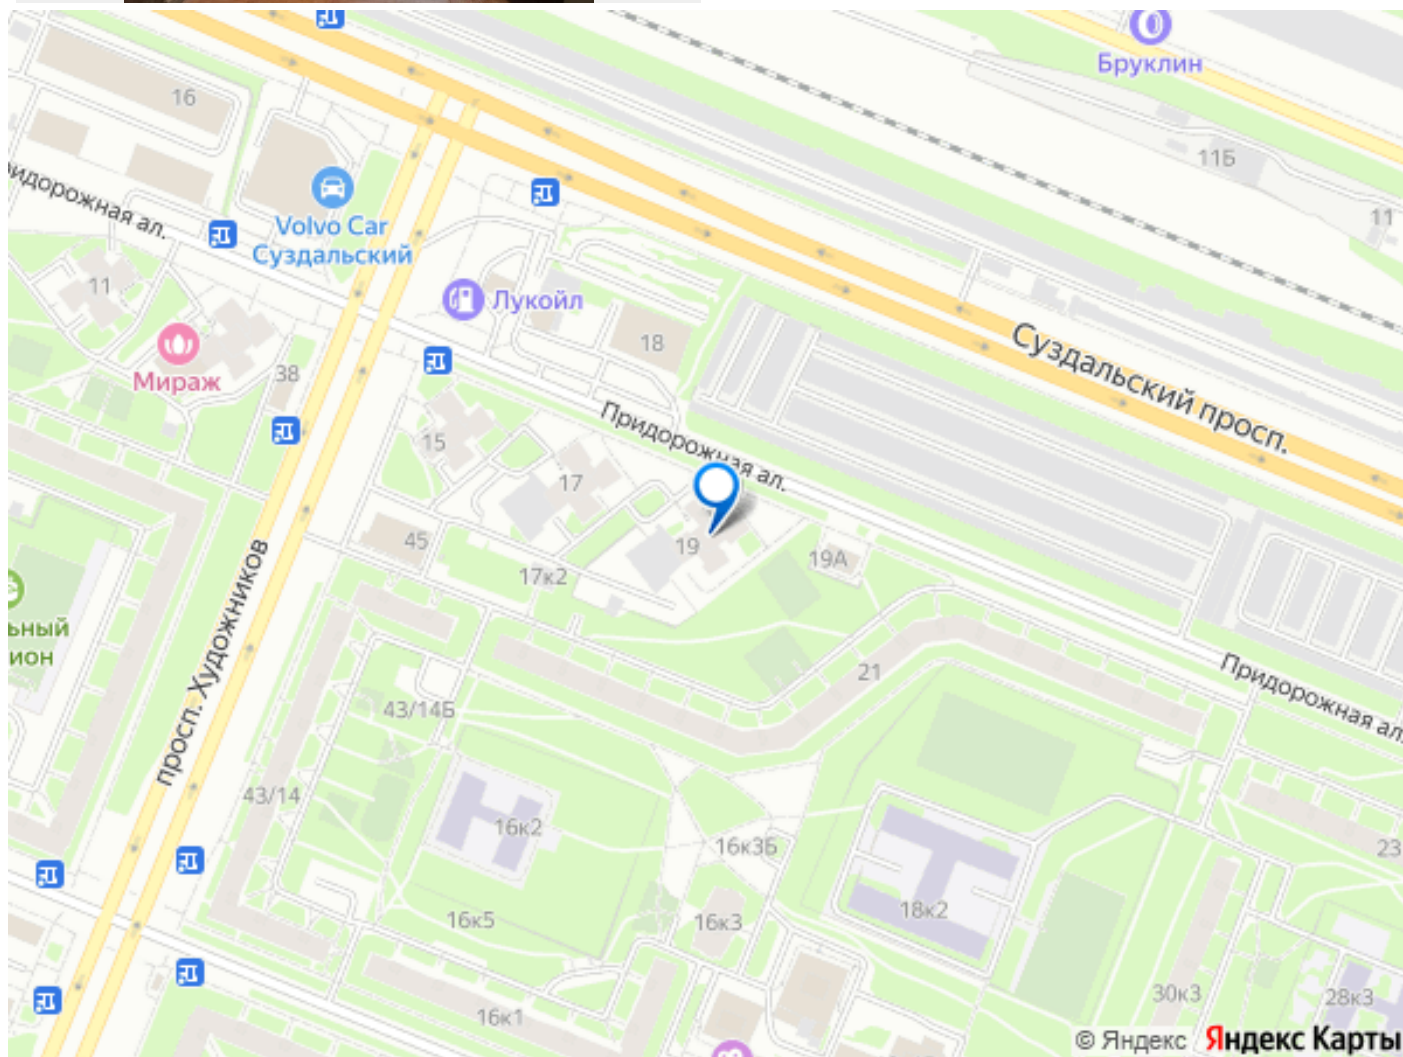 Бруклин
16
11Б
11
Volvo Car
Суздальский
Придорожная ал.
11
Лукойл
18
Суздальский просп.
Мираж
38
Придорожная ал.
15
17
45
19
19А
17к2
ьный
ион
просп. Художников
21
Придорожная ал.
43/14Б
43/14
16к2
16к3Б
23
16к5
16к3
18к2
30к3
28к3
16к1
© Яндекс Яндекс Карты